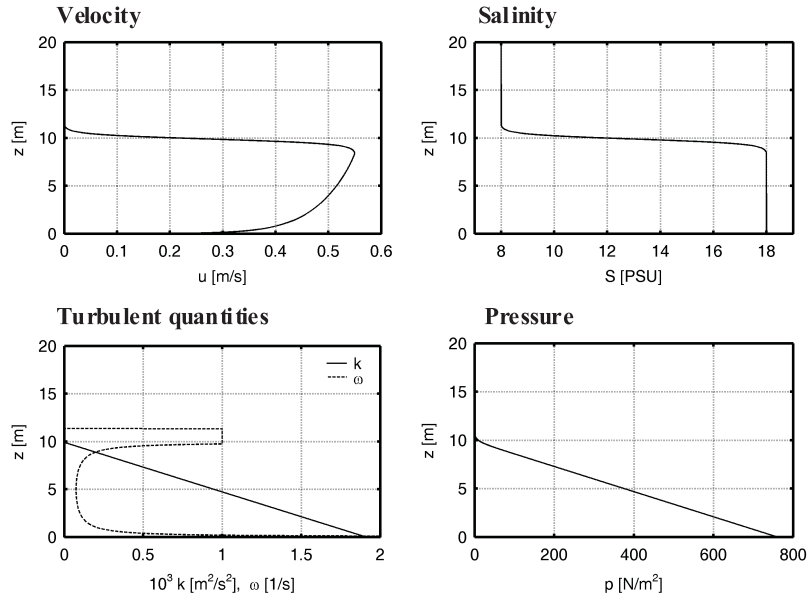 Velocity
20
15
10
5
0
z [m]
0 0.1 0.2 0.3 0.4 0.5 0.6
u [m/s]
Salinity
20
15
10
5
0
z [m]
8 10 12 14 16 18
S [PSU]
Turbulent quantities
20
15
10
5
0
z [m]
k
ω
0 0.5 1 1.5 2
10³ k [m²/s²], ω [1/s]
Pressure
20
15
10
5
0
z [m]
0 200 400 600 800
p [N/m²]